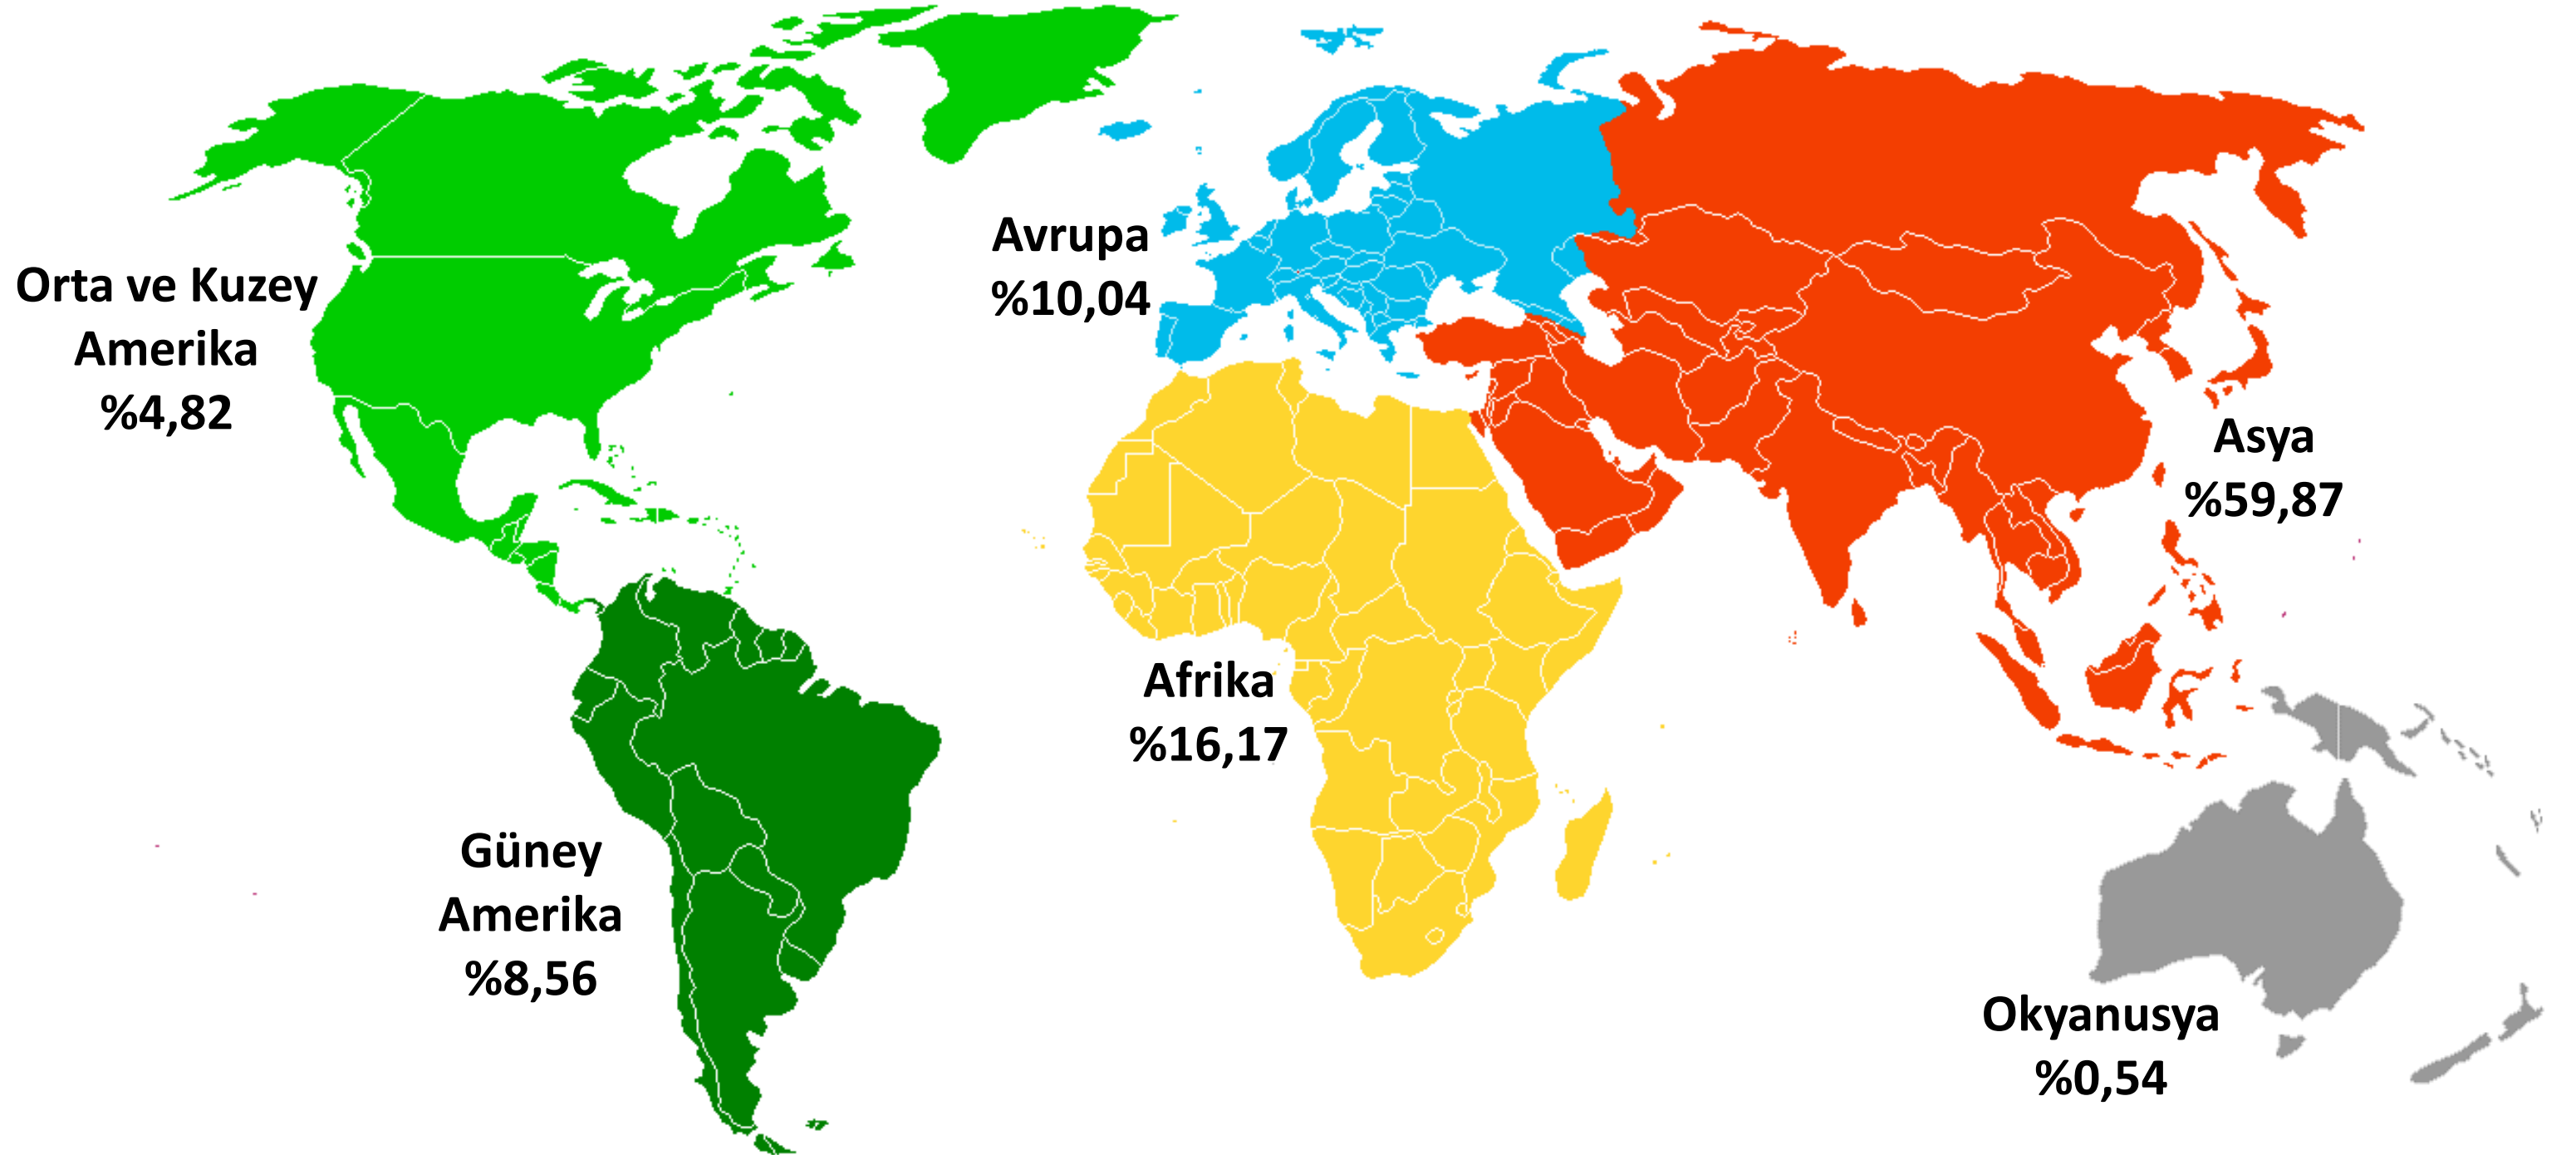 Orta ve Kuzey
Amerika
%4,82
Avrupa
%10,04
Asya
%59,87
Afrika
%16,17
Güney
Amerika
%8,56
Okyanusya
%0,54